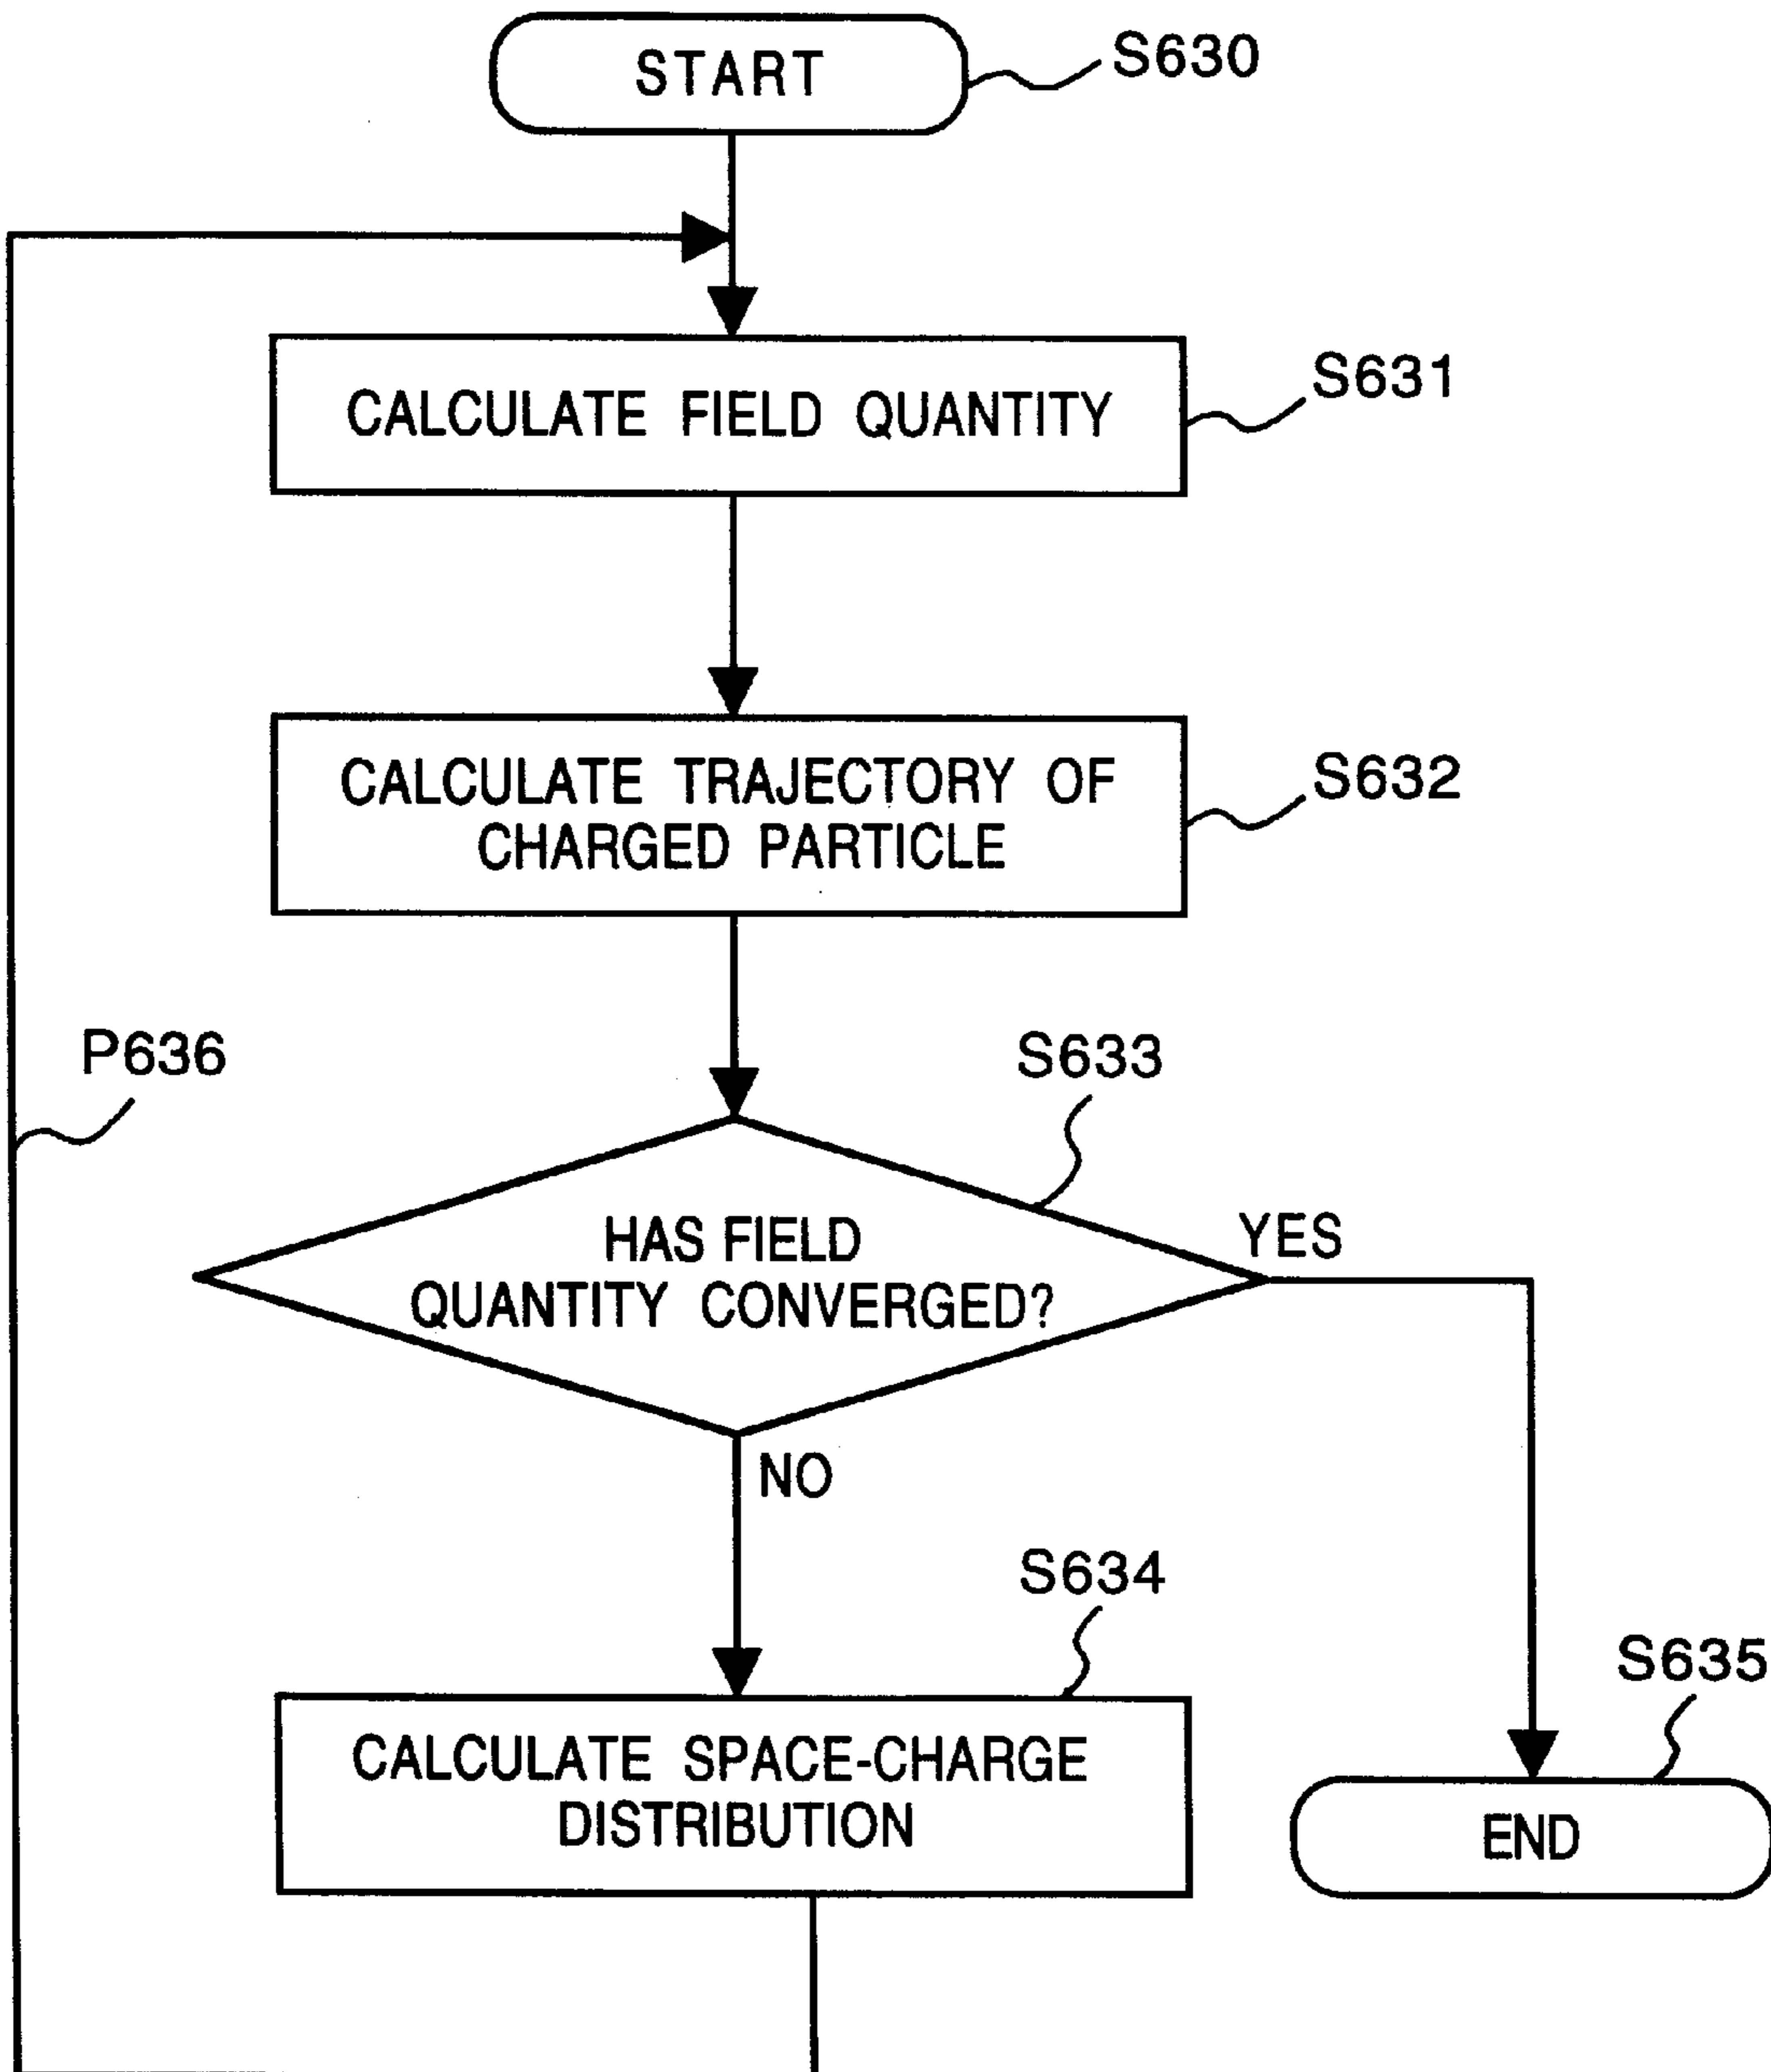 START
S630
CALCULATE FIELD QUANTITY
S631
CALCULATE TRAJECTORY OF
CHARGED PARTICLE
S632
P636
S633
HAS FIELD
QUANTITY CONVERGED?
YES
NO
S634
CALCULATE SPACE-CHARGE
DISTRIBUTION
S635
END